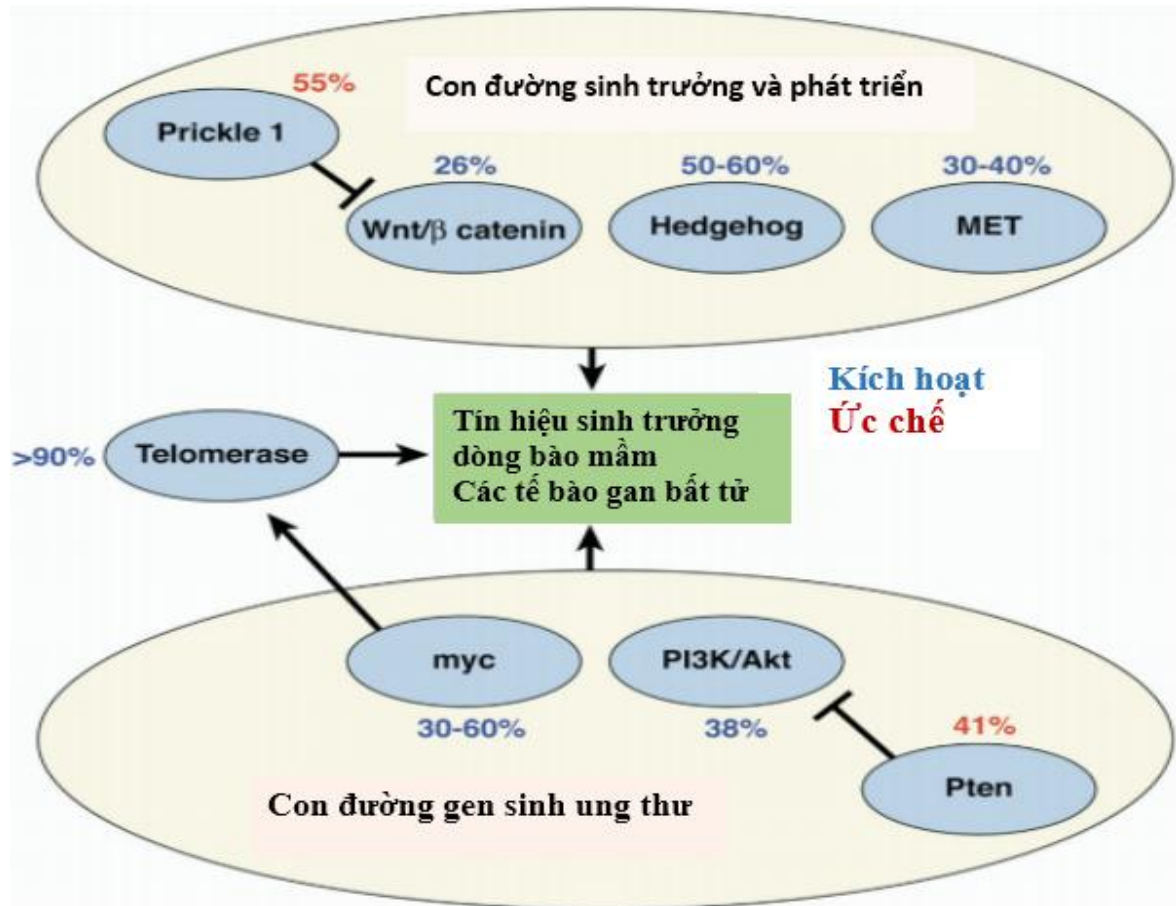 55%
Con đường sinh trưởng và phát triển
Prickle 1
26%
50-60%
30-40%
Wnt/β catenin
Hedgehog
MET
Kích hoạt
Ức chế
Tín hiệu sinh trưởng
dòng bào mầm
Các tế bào gan bất tử
>90%
Telomerase
myc
PI3K/Akt
30-60%
38%
41%
Pten
Con đường gen sinh ung thư